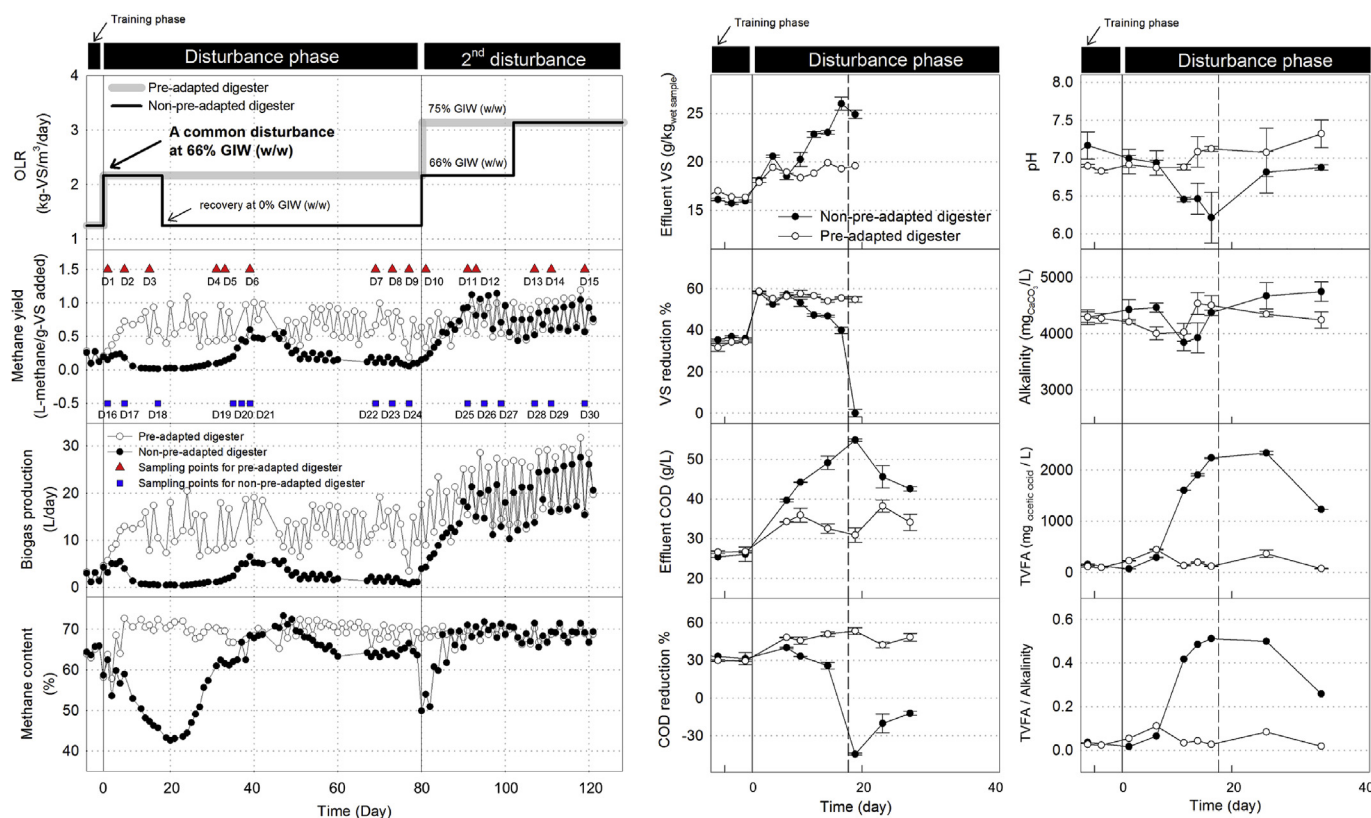 Training phase
Disturbance phase
2nd disturbance
4
3
2
1
OLR
(kg-VS/m3/day)
Pre-adapted digester
Non-pre-adapted digester
A common disturbance
at 66% GIW (w/w)
75% GIW (w/w)
66% GIW (w/w)
recovery at 0% GIW (w/w)
1.5
1.0
0.5
0.0
-0.5
Methane yield
(L-methane/g-VS added)
D1 D2 D3 D4 D5 D6 D7 D8 D9 D10 D11 D12 D13 D14 D15
D16 D17 D18 D19 D20 D21 D22 D23 D24 D25 D26 D27 D28 D29 D30
30
20
10
0
Biogas production
(L/day)
Pre-adapted digester
Non-pre-adapted digester
Sampling points for pre-adapted digester
Sampling points for non-pre-adapted digester
70
60
50
40
Methane content
(%)
0 20 40 60 80 100 120
Time (Day)
Training phase
Disturbance phase
25
20
15
Effluent VS (g/kgwet sample)
Non-pre-adapted digester
Pre-adapted digester
60
40
20
0
VS reduction %
50
40
30
20
Effluent COD (g/L)
60
30
0
-30
COD reduction %
0 20 40
Time (day)
Training phase
Disturbance phase
8.0
7.5
7.0
6.5
6.0
pH
5000
4000
3000
Alkalinity (mgCaCO3/L)
2000
1000
0
TVFA (mg acetific acid / L)
0.6
0.4
0.2
0.0
TVFA / Alkalinity
0 20 40
Time (day)